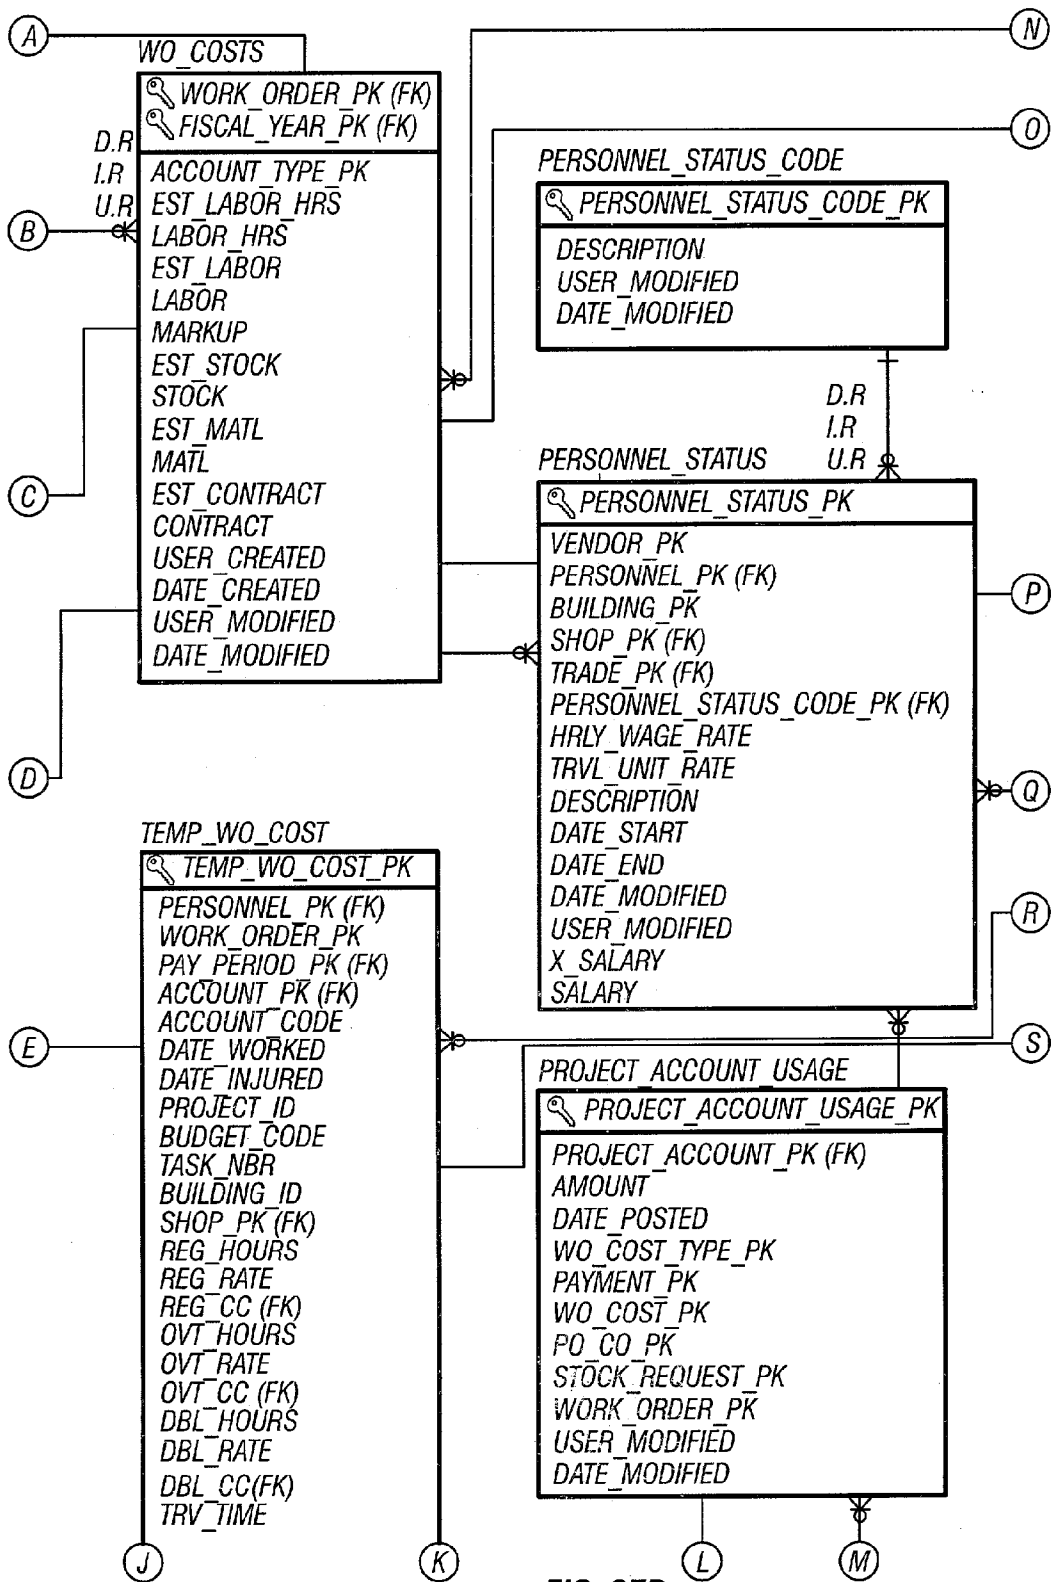 A
N
WO_COSTS
WORK_ORDER_PK (FK)
FISCAL_YEAR_PK (FK)
D.R
I.R
U.R
B
ACCOUNT_TYPE_PK
EST_LABOR_HRS
LABOR_HRS
EST_LABOR
LABOR
MARKUP
EST_STOCK
STOCK
EST_MATL
MATL
EST_CONTRACT
CONTRACT
USER_CREATED
DATE_CREATED
USER_MODIFIED
DATE_MODIFIED
C
D
O
PERSONNEL_STATUS_CODE
PERSONNEL_STATUS_CODE_PK
DESCRIPTION
USER_MODIFIED
DATE_MODIFIED
D.R
I.R
U.R
PERSONNEL_STATUS
PERSONNEL_STATUS_PK
VENDOR_PK
PERSONNEL_PK (FK)
BUILDING_PK
SHOP_PK (FK)
TRADE_PK (FK)
PERSONNEL_STATUS_CODE_PK (FK)
HRLY_WAGE_RATE
TRVL_UNIT_RATE
DESCRIPTION
DATE_START
DATE_END
DATE_MODIFIED
USER_MODIFIED
X_SALARY
SALARY
P
Q
R
S
TEMP_WO_COST
TEMP_WO_COST_PK
PERSONNEL_PK (FK)
WORK_ORDER_PK
PAY_PERIOD_PK (FK)
ACCOUNT_PK (FK)
ACCOUNT_CODE
DATE_WORKED
DATE_INJURED
PROJECT_ID
BUDGET_CODE
TASK_NBR
BUILDING_ID
SHOP_PK (FK)
REG_HOURS
REG_RATE
REG_CC (FK)
OVT_HOURS
OVT_RATE
OVT_CC (FK)
DBL_HOURS
DBL_RATE
DBL_CC(FK)
TRV_TIME
E
J
K
PROJECT_ACCOUNT_USAGE
PROJECT_ACCOUNT_USAGE_PK
PROJECT_ACCOUNT_PK (FK)
AMOUNT
DATE_POSTED
WO_COST_TYPE_PK
PAYMENT_PK
WO_COST_PK
PO_CO_PK
STOCK_REQUEST_PK
WORK_ORDER_PK
USER_MODIFIED
DATE_MODIFIED
L
M